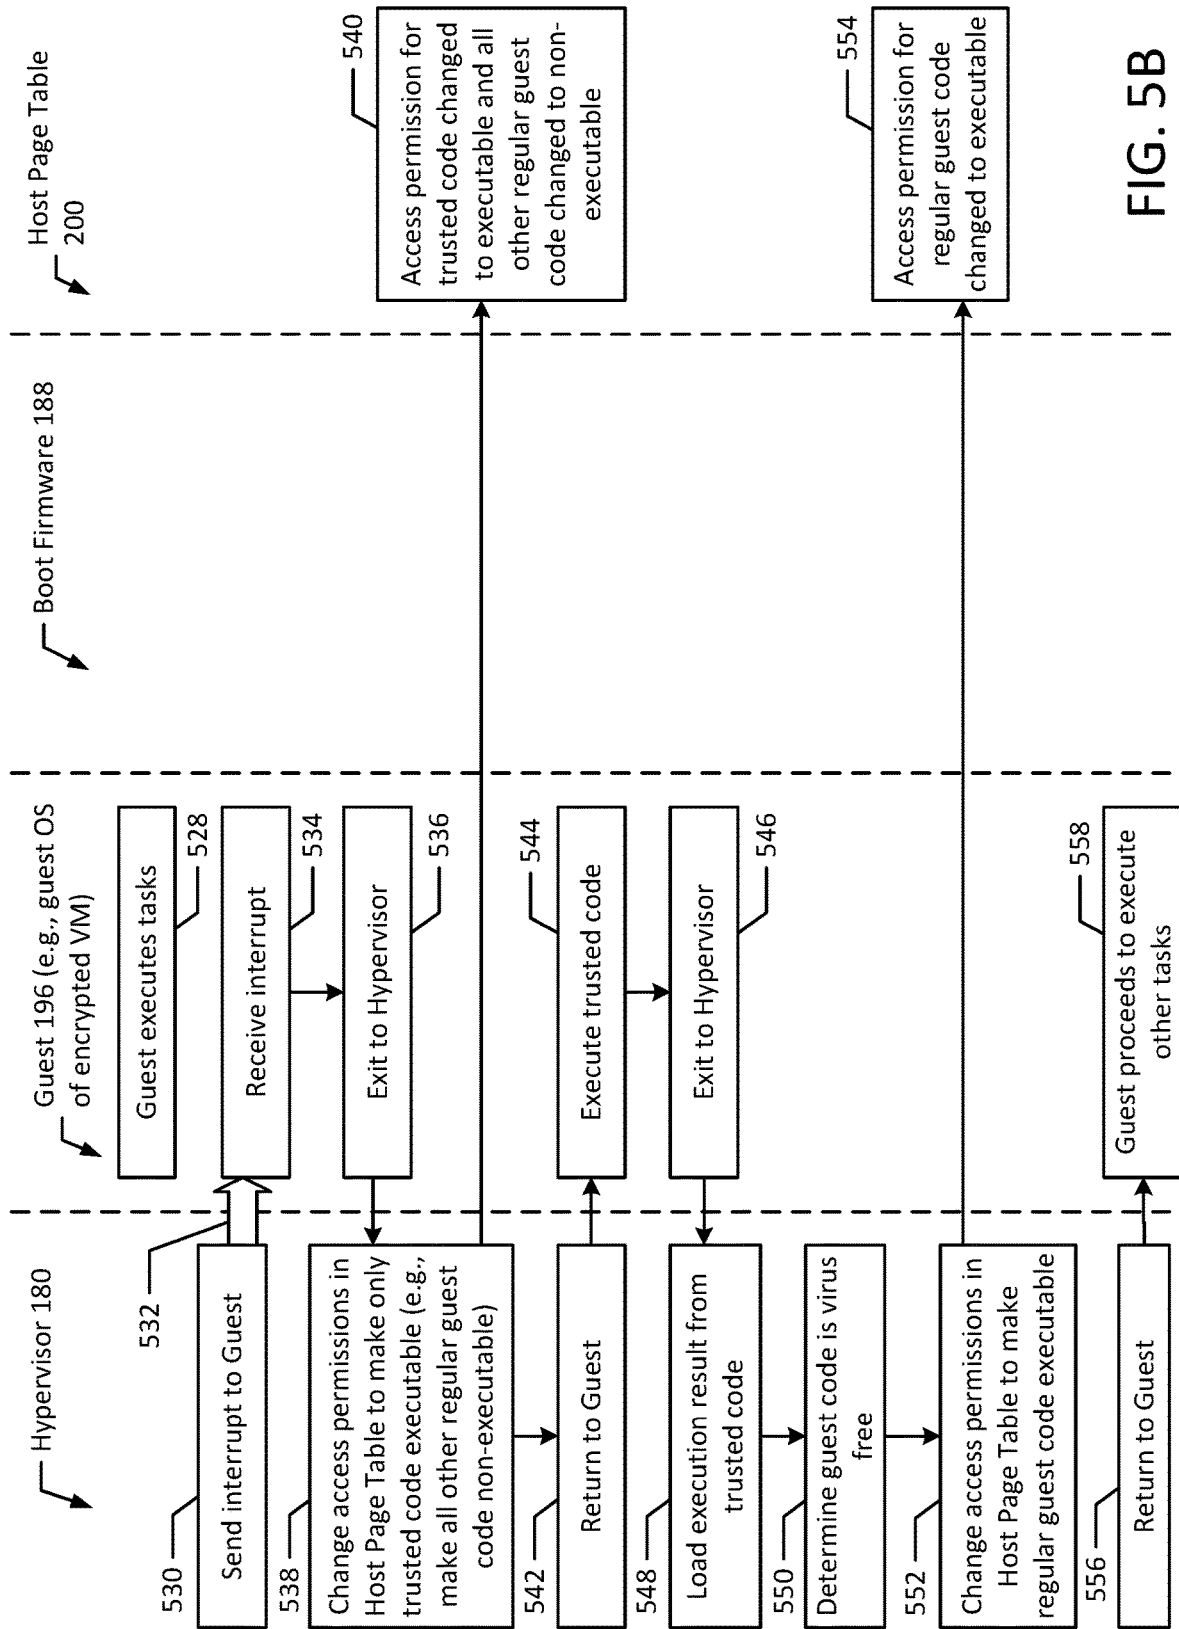 Hypervisor 180
Guest 196 (e.g., guest OS
of encrypted VM)
Boot Firmware 188
Host Page Table
200
Guest executes tasks
528
530
Send interrupt to Guest
532
Receive interrupt
534
Exit to Hypervisor
536
538
Change access permissions in
Host Page Table to make only
trusted code executable (e.g.,
make all other regular guest
code non-executable)
540
Access permission for
trusted code changed
to executable and all
other regular guest
code changed to non-
executable
542
Return to Guest
544
Execute trusted code
Exit to Hypervisor
546
548
Load execution result from
trusted code
550
Determine guest code is virus
free
552
Change access permissions in
Host Page Table to make
regular guest code executable
554
Access permission for
regular guest code
changed to executable
556
Return to Guest
558
Guest proceeds to execute
other tasks
FIG. 5B